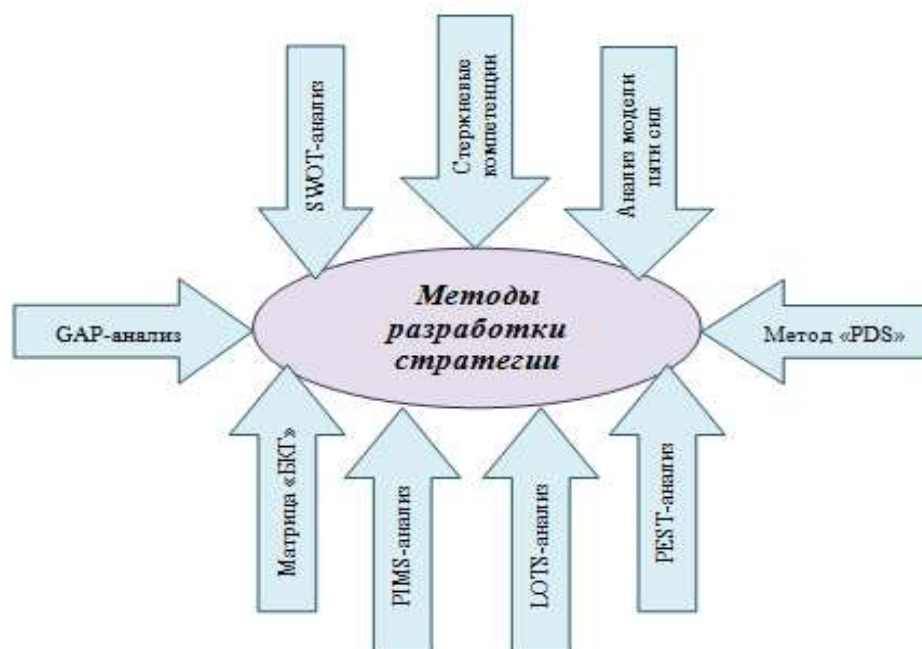 SWOT-анализ
Стержневые
компетенции
Анализ модели
пяти сил
GAP-анализ
Методы
разработки
стратегии
Метод «PDS»
Матрица «БКГ»
PIMS-анализ
LOTS-анализ
PEST-анализ